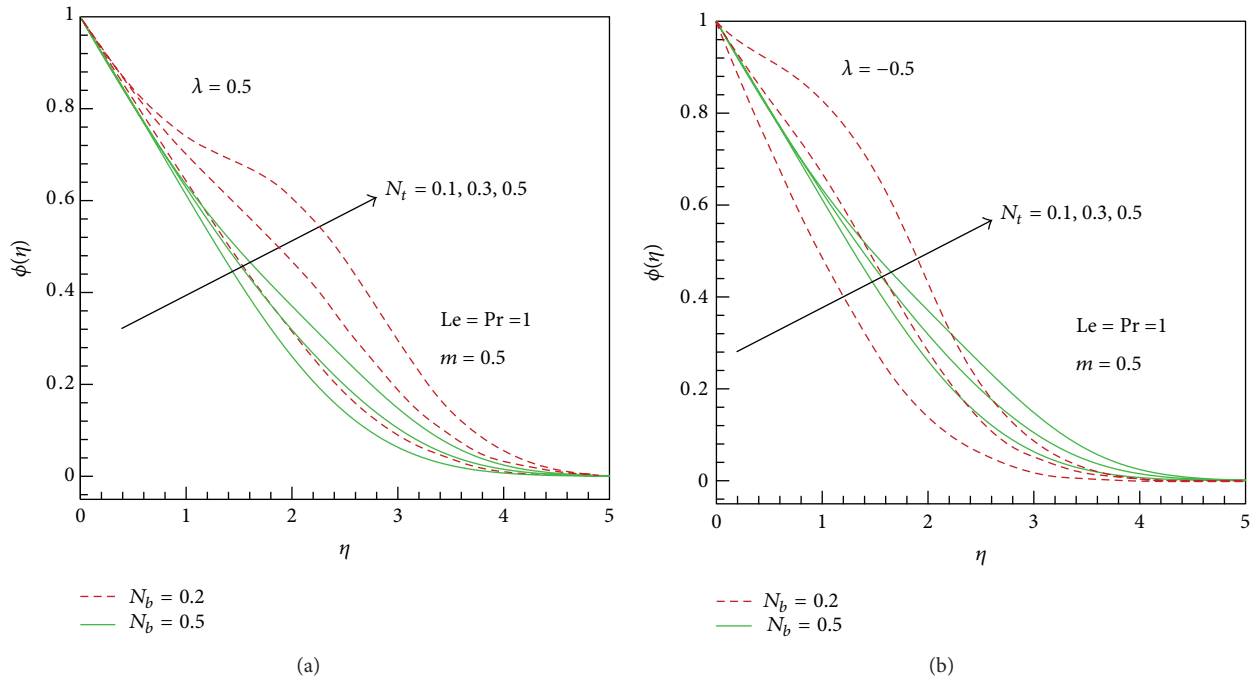 1
0.8
0.6
0.4
0.2
0
ϕ(η)
λ = 0.5
N_t = 0.1, 0.3, 0.5
Le = Pr =1
m = 0.5
0 1 2 3 4 5
η
N_b = 0.2
N_b = 0.5
(a)
1
0.8
0.6
0.4
0.2
0
ϕ(η)
λ = −0.5
N_t = 0.1, 0.3, 0.5
Le = Pr =1
m = 0.5
0 1 2 3 4 5
η
N_b = 0.2
N_b = 0.5
(b)